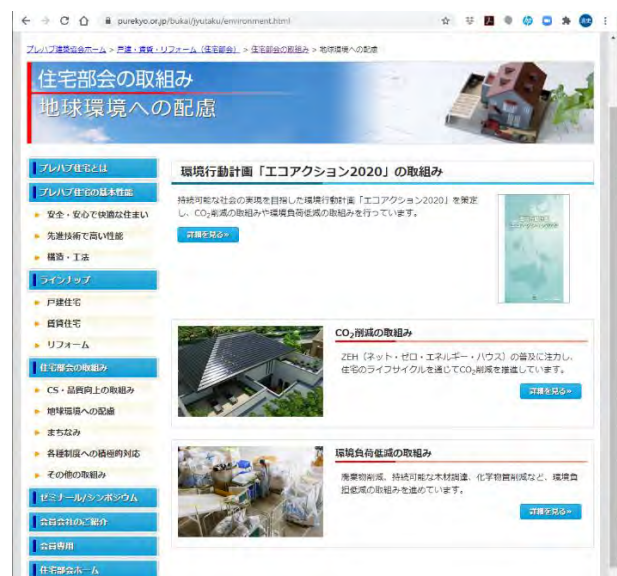 purekyo.or.jp/bukai/jyutaku/environment.html
プレハブ建築協会ホーム > 戸建・賃貸・リフォーム（住宅部会） > 住宅部会の取組み > 地球環境への配慮
住宅部会の取組み
地球環境への配慮
プレハブ住宅とは
プレハブ住宅の基本性能
安全・安心で快適な住まい
先進技術で高い性能
構造・工法
ラインナップ
戸建住宅
賃貸住宅
リフォーム
住宅部会の取組み
CS・品質向上の取組み
地球環境への配慮
まちなみ
各種制度への積極的対応
その他の取組み
セミナー/シンポジウム
会員会社のご紹介
会員専用
住宅部会ホーム
環境行動計画「エコアクション2020」の取組み
持続可能な社会の実現を目指した環境行動計画「エコアクション2020」を策定
し、CO₂削減の取組みや環境負荷低減の取組みを行っています。
詳細を見る»
CO₂削減の取組み
ZEH（ネット・ゼロ・エネルギー・ハウス）の普及に注力し、
住宅のライフサイクルを通じてCO₂削減を推進しています。
詳細を見る»
環境負荷低減の取組み
廃棄物削減、持続可能な木材調達、化学物質削減など、環境負
担低減の取組みを進めています。
詳細を見る»